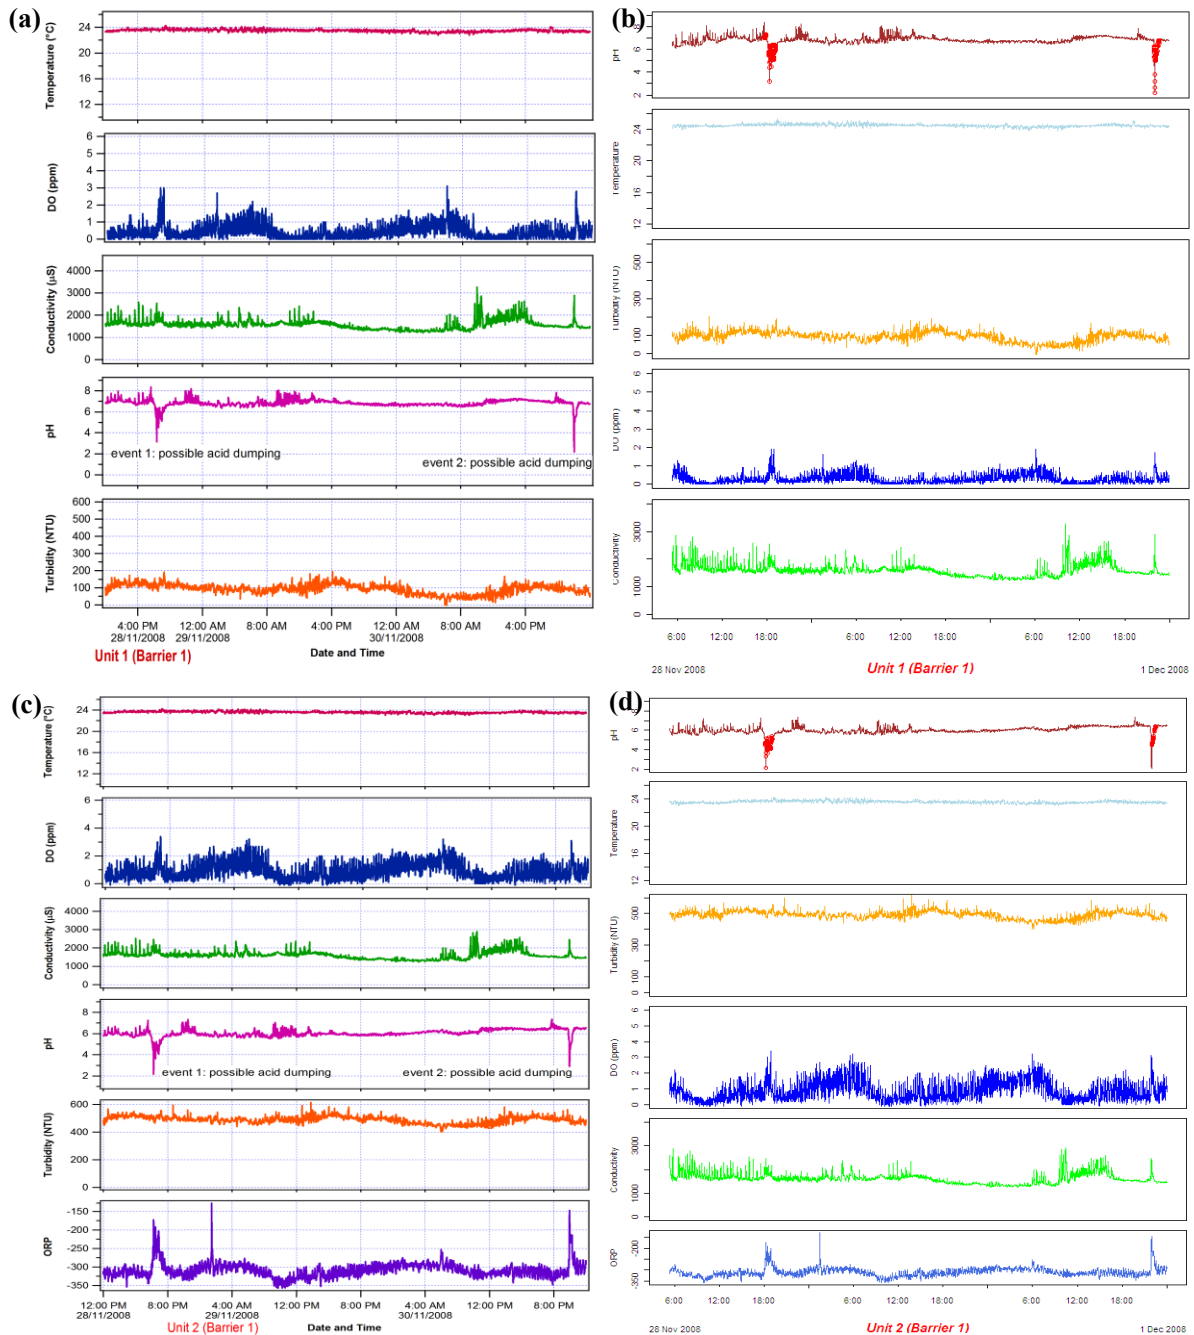 (a)
Temperature (°C)
24
20
16
12
DO (ppm)
6
5
4
3
2
1
0
Conductivity (µS)
4000
3000
2000
1000
0
pH
8
6
4
2
0
event 1: possible acid dumping
event 2: possible acid dumping
Turbidity (NTU)
600
500
400
300
200
100
0
4:00 PM 12:00 AM 8:00 AM 4:00 PM 12:00 AM 8:00 AM 4:00 PM
28/11/2008 29/11/2008 30/11/2008
Unit 1 (Barrier 1) Date and Time
(b)
pH
8
6
4
2
Temperature
24
20
16
12
Turbidity (NTU)
500
300
100
0
DO (ppm)
6
5
4
3
2
1
0
Conductivity
3000
1000
0
6:00 12:00 18:00 6:00 12:00 18:00 6:00 12:00 18:00
28 Nov 2008 Unit 1 (Barrier 1) 1 Dec 2008
(c)
Temperature (°C)
24
20
16
12
DO (ppm)
6
4
2
0
Conductivity (µS)
4000
3000
2000
1000
0
pH
8
6
4
2
event 1: possible acid dumping
event 2: possible acid dumping
Turbidity (NTU)
600
400
200
0
ORP
-150
-200
-250
-300
-350
12:00 PM 8:00 PM 4:00 AM 12:00 PM 8:00 PM 4:00 AM 12:00 PM 8:00 PM
28/11/2008 29/11/2008 30/11/2008
Unit 2 (Barrier 1) Date and Time
(d)
pH
8
6
4
2
Temperature
24
20
16
12
Turbidity (NTU)
500
300
100
0
DO (ppm)
6
5
4
3
2
1
0
Conductivity
3000
1000
0
ORP
-200
-350
6:00 12:00 18:00 6:00 12:00 18:00 6:00 12:00 18:00
28 Nov 2008 Unit 2 (Barrier 1) 1 Dec 2008